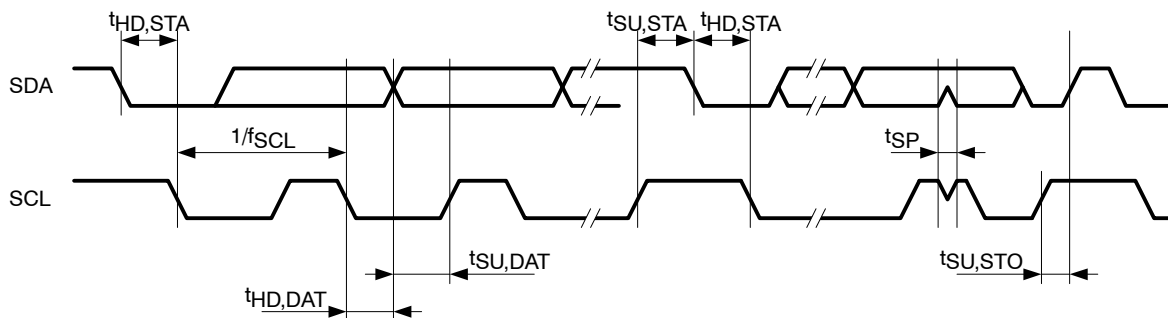 tHD,STA
tSU,STA tHD,STA
SDA
1/fSCL
tSP
SCL
tSU,DAT
tSU,STO
tHD,DAT